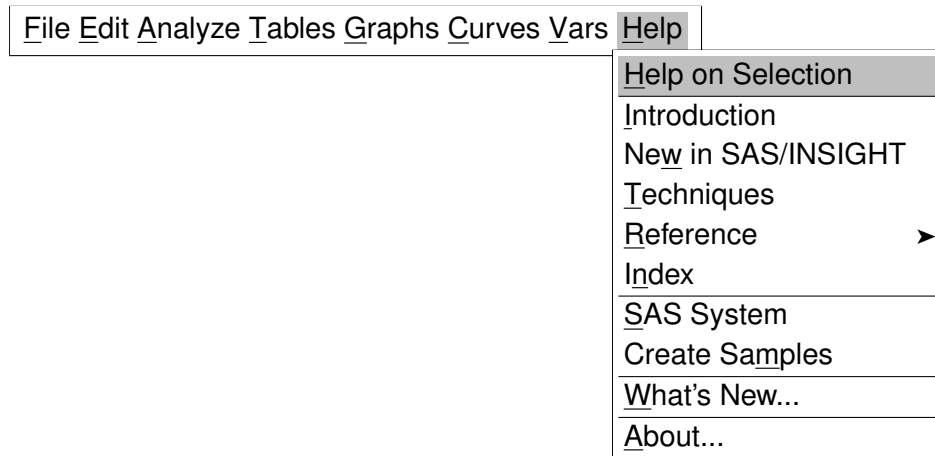 File Edit Analyze Tables Graphs Curves Vars Help
Help on Selection
Introduction
New in SAS/INSIGHT
Techniques
Reference
Index
SAS System
Create Samples
What's New...
About...